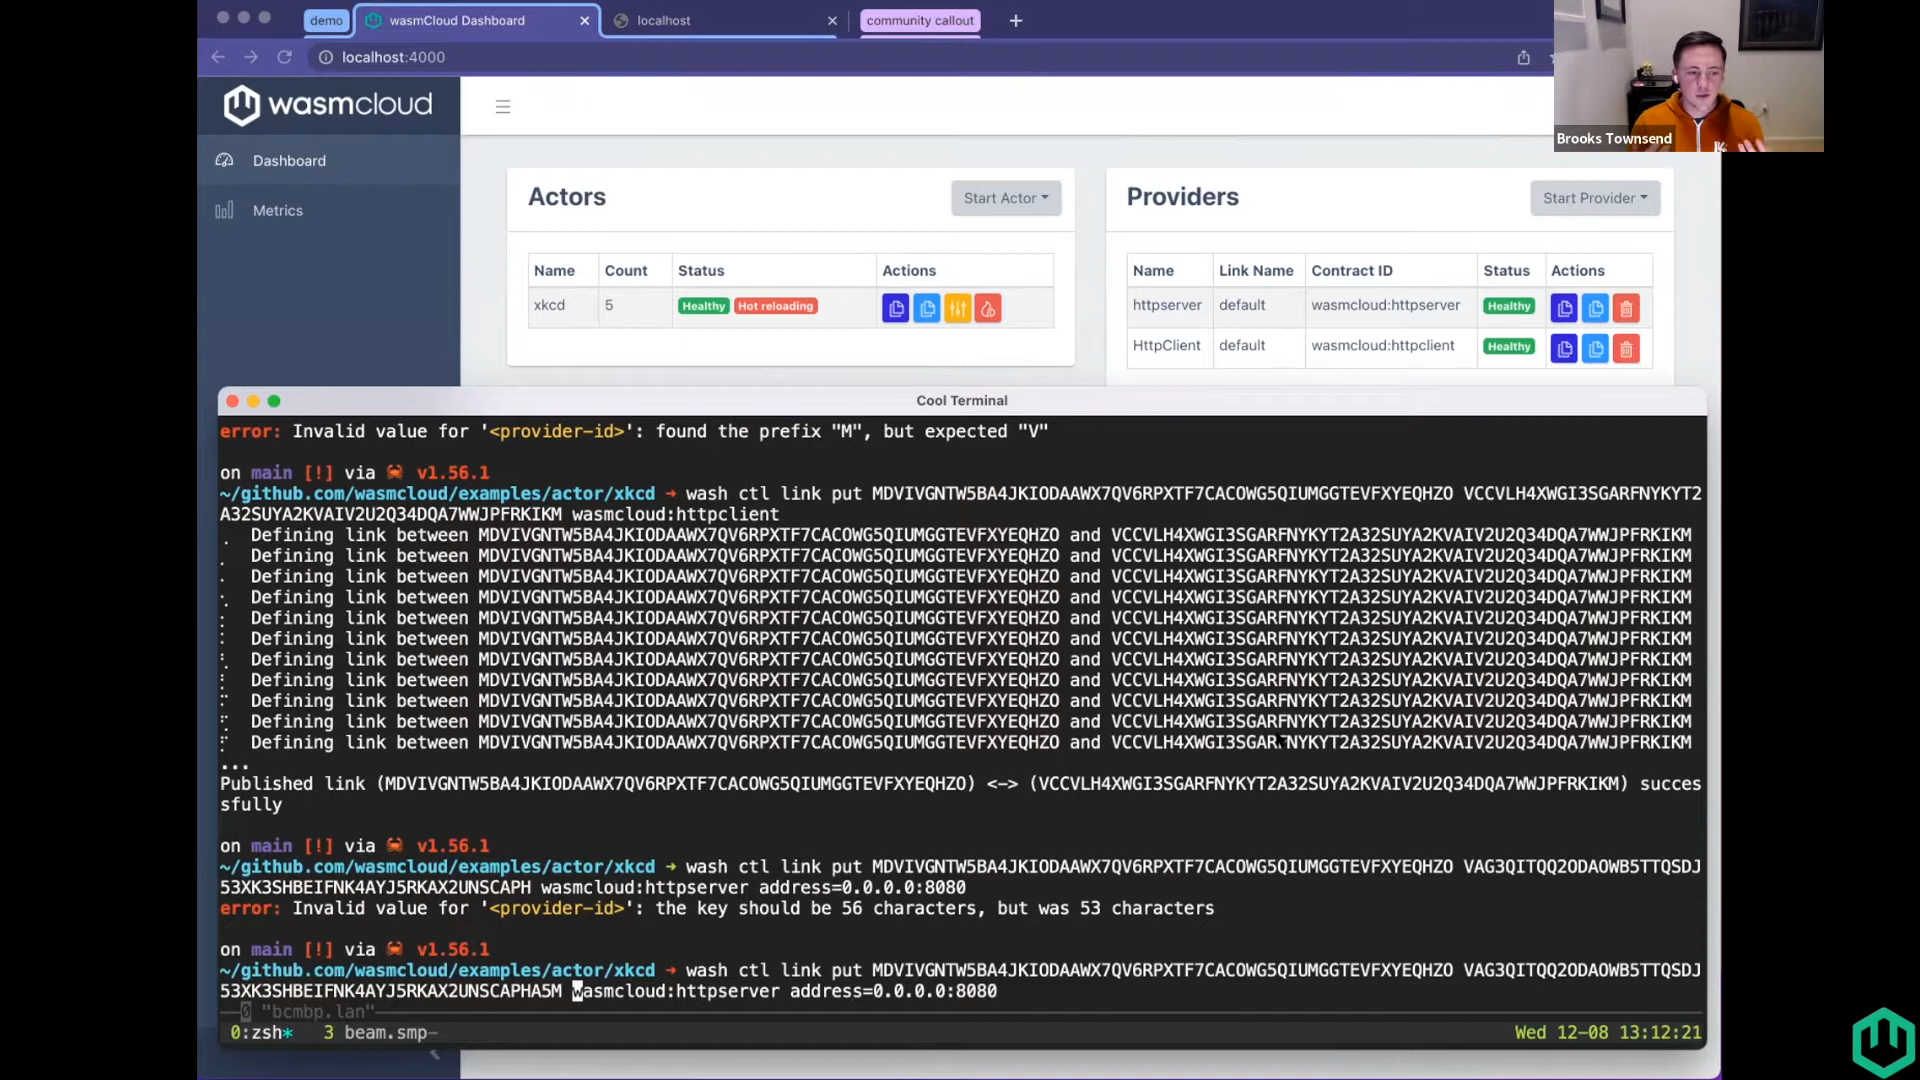 demo
wasmCloud Dashboard
localhost
community callout
localhost:4000
wasmcloud
Dashboard
Metrics
Brooks Townsend
Actors
Start Actor
Name Count Status Actions
xkcd 5 Healthy Hot reloading
Providers
Start Provider
Name Link Name Contract ID Status Actions
httpserver default wasmcloud:httpserver Healthy
HttpClient default wasmcloud:httpclient Healthy
Cool Terminal
error: Invalid value for '<provider-id>': found the prefix "M", but expected "V"
on main [!] via 🦀 v1.56.1
~/github.com/wasmcloud/examples/actor/xkcd → wash ctl link put MDVIVGNTW5BA4JKIODAAWX7QV6RPXTF7CACOWG5QIUMGGTEVFXYEQHZO VCCVLH4XWGI3SGARFNYKYT2
A32SUYA2KVAIV2U2Q34DQA7WWJPFRKIKM wasmcloud:httpclient
. Defining link between MDVIVGNTW5BA4JKIODAAWX7QV6RPXTF7CACOWG5QIUMGGTEVFXYEQHZO and VCCVLH4XWGI3SGARFNYKYT2A32SUYA2KVAIV2U2Q34DQA7WWJPFRKIKM
Defining link between MDVIVGNTW5BA4JKIODAAWX7QV6RPXTF7CACOWG5QIUMGGTEVFXYEQHZO and VCCVLH4XWGI3SGARFNYKYT2A32SUYA2KVAIV2U2Q34DQA7WWJPFRKIKM
Defining link between MDVIVGNTW5BA4JKIODAAWX7QV6RPXTF7CACOWG5QIUMGGTEVFXYEQHZO and VCCVLH4XWGI3SGARFNYKYT2A32SUYA2KVAIV2U2Q34DQA7WWJPFRKIKM
Defining link between MDVIVGNTW5BA4JKIODAAWX7QV6RPXTF7CACOWG5QIUMGGTEVFXYEQHZO and VCCVLH4XWGI3SGARFNYKYT2A32SUYA2KVAIV2U2Q34DQA7WWJPFRKIKM
Defining link between MDVIVGNTW5BA4JKIODAAWX7QV6RPXTF7CACOWG5QIUMGGTEVFXYEQHZO and VCCVLH4XWGI3SGARFNYKYT2A32SUYA2KVAIV2U2Q34DQA7WWJPFRKIKM
Defining link between MDVIVGNTW5BA4JKIODAAWX7QV6RPXTF7CACOWG5QIUMGGTEVFXYEQHZO and VCCVLH4XWGI3SGARFNYKYT2A32SUYA2KVAIV2U2Q34DQA7WWJPFRKIKM
Defining link between MDVIVGNTW5BA4JKIODAAWX7QV6RPXTF7CACOWG5QIUMGGTEVFXYEQHZO and VCCVLH4XWGI3SGARFNYKYT2A32SUYA2KVAIV2U2Q34DQA7WWJPFRKIKM
Defining link between MDVIVGNTW5BA4JKIODAAWX7QV6RPXTF7CACOWG5QIUMGGTEVFXYEQHZO and VCCVLH4XWGI3SGARFNYKYT2A32SUYA2KVAIV2U2Q34DQA7WWJPFRKIKM
Defining link between MDVIVGNTW5BA4JKIODAAWX7QV6RPXTF7CACOWG5QIUMGGTEVFXYEQHZO and VCCVLH4XWGI3SGARFNYKYT2A32SUYA2KVAIV2U2Q34DQA7WWJPFRKIKM
Defining link between MDVIVGNTW5BA4JKIODAAWX7QV6RPXTF7CACOWG5QIUMGGTEVFXYEQHZO and VCCVLH4XWGI3SGARFNYKYT2A32SUYA2KVAIV2U2Q34DQA7WWJPFRKIKM
Defining link between MDVIVGNTW5BA4JKIODAAWX7QV6RPXTF7CACOWG5QIUMGGTEVFXYEQHZO and VCCVLH4XWGI3SGARFNYKYT2A32SUYA2KVAIV2U2Q34DQA7WWJPFRKIKM
...
Published link (MDVIVGNTW5BA4JKIODAAWX7QV6RPXTF7CACOWG5QIUMGGTEVFXYEQHZO) <-> (VCCVLH4XWGI3SGARFNYKYT2A32SUYA2KVAIV2U2Q34DQA7WWJPFRKIKM) succes
sfully
on main [!] via 🦀 v1.56.1
~/github.com/wasmcloud/examples/actor/xkcd → wash ctl link put MDVIVGNTW5BA4JKIODAAWX7QV6RPXTF7CACOWG5QIUMGGTEVFXYEQHZO VAG3QITQQ2ODAOWB5TTQSDJ
53XK3SHBEIFNK4AYJ5RKAX2UNSCAPH wasmcloud:httpserver address=0.0.0.0:8080
error: Invalid value for '<provider-id>': the key should be 56 characters, but was 53 characters
on main [!] via 🦀 v1.56.1
~/github.com/wasmcloud/examples/actor/xkcd → wash ctl link put MDVIVGNTW5BA4JKIODAAWX7QV6RPXTF7CACOWG5QIUMGGTEVFXYEQHZO VAG3QITQQ2ODAOWB5TTQSDJ
53XK3SHBEIFNK4AYJ5RKAX2UNSCAPHA5M wasmcloud:httpserver address=0.0.0.0:8080
0 "bcmbp.lan"
0:zsh* 3 beam.smp- Wed 12-08 13:12:21